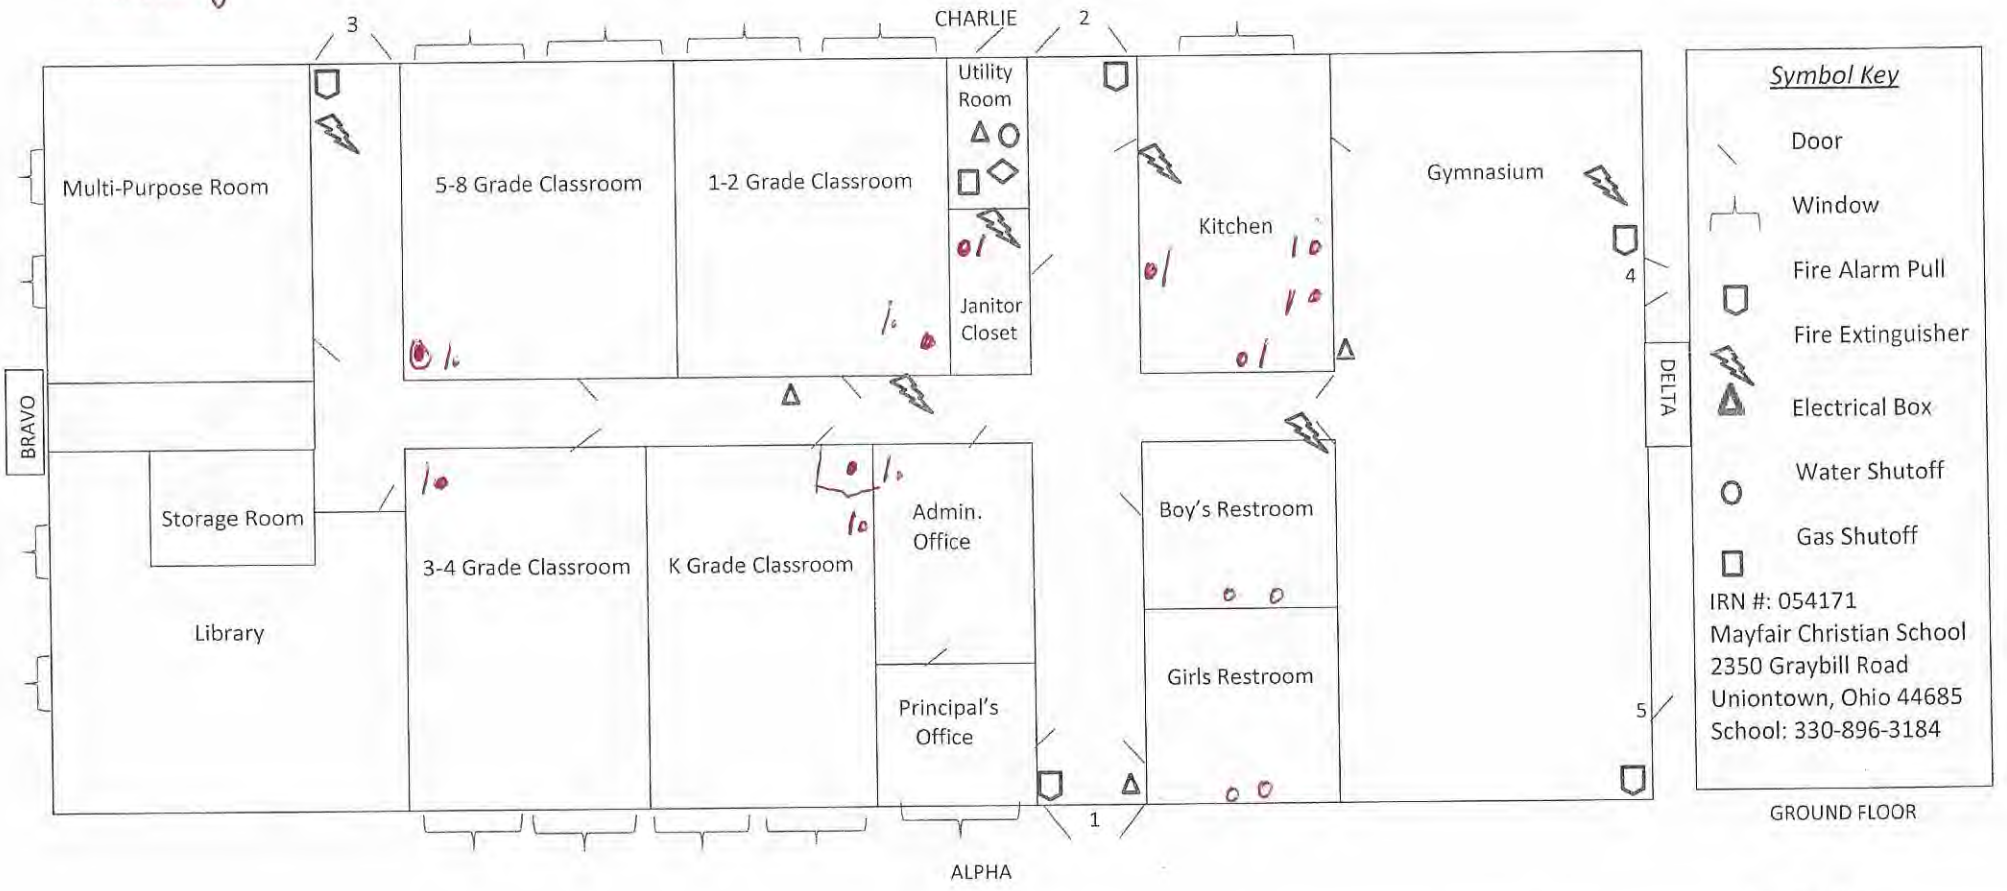 3
CHARLIE
2
Utility
Room
Multi-Purpose Room
5-8 Grade Classroom
1-2 Grade Classroom
Gymnasium
Kitchen
4
Janitor
Closet
BRAVO
DELTA
Storage Room
Admin.
Office
Boy's Restroom
3-4 Grade Classroom
K Grade Classroom
Library
Girls Restroom
Principal's
Office
5
1
ALPHA
Symbol Key
Door
Window
Fire Alarm Pull
Fire Extinguisher
Electrical Box
Water Shutoff
Gas Shutoff
IRN #: 054171
Mayfair Christian School
2350 Graybill Road
Uniontown, Ohio 44685
School: 330-896-3184
GROUND FLOOR